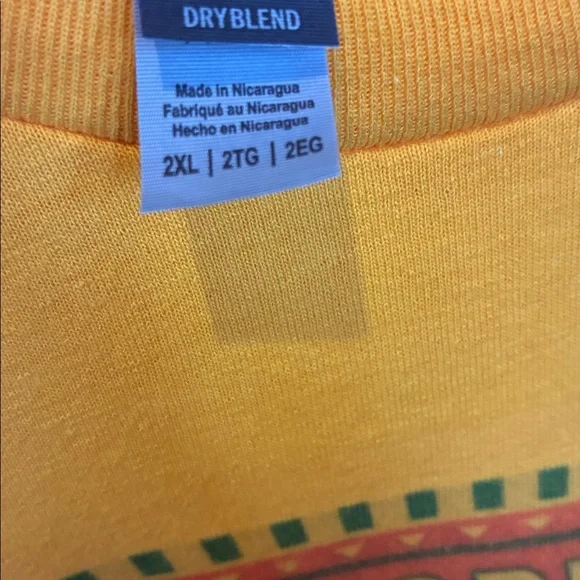 DRYBLEND
Made in Nicaragua
Fabriqué au Nicaragua
Hecho en Nicaragua
2XL | 2TG | 2EG